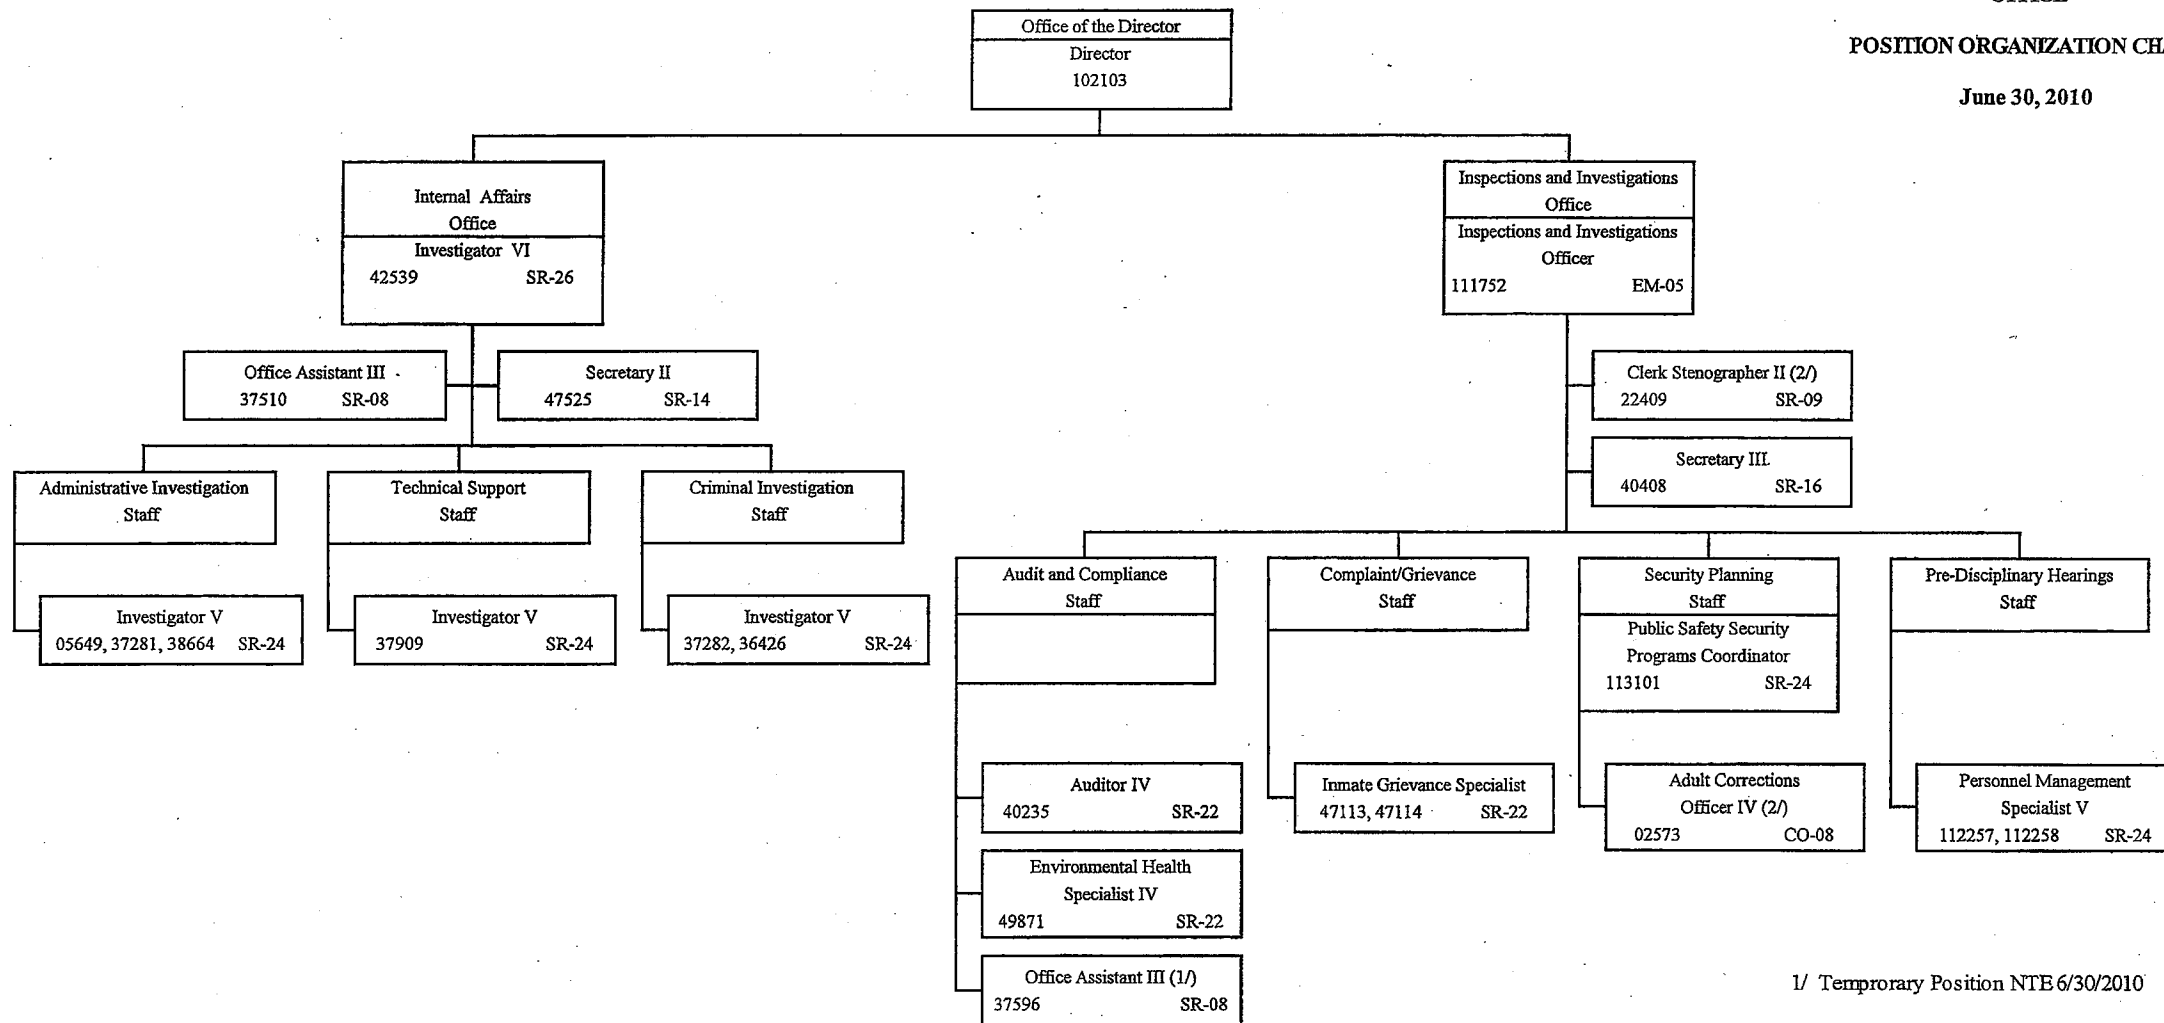 POSITION ORGANIZATION CHA
June 30, 2010
Office of the Director
Director
102103
Internal Affairs
Office
Investigator VI
42539 SR-26
Inspections and Investigations
Office
Inspections and Investigations
Officer
111752 EM-05
Office Assistant III
37510 SR-08
Secretary II
47525 SR-14
Clerk Stenographer II (2/)
22409 SR-09
Secretary III
40408 SR-16
Administrative Investigation
Staff
Technical Support
Staff
Criminal Investigation
Staff
Investigator V
05649, 37281, 38664 SR-24
Investigator V
37909 SR-24
Investigator V
37282, 36426 SR-24
Audit and Compliance
Staff
Complaint/Grievance
Staff
Security Planning
Staff
Public Safety Security
Programs Coordinator
113101 SR-24
Pre-Disciplinary Hearings
Staff
Auditor IV
40235 SR-22
Inmate Grievance Specialist
47113, 47114 SR-22
Adult Corrections
Officer IV (2/)
02573 CO-08
Personnel Management
Specialist V
112257, 112258 SR-24
Environmental Health
Specialist IV
49871 SR-22
Office Assistant III (1/)
37596 SR-08
1/ Temprorary Position NTE 6/30/2010